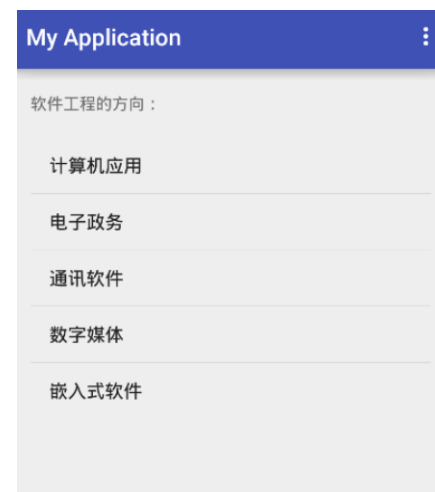 My Application
软件工程的方向：
计算机应用
电子政务
通讯软件
数字媒体
嵌入式软件